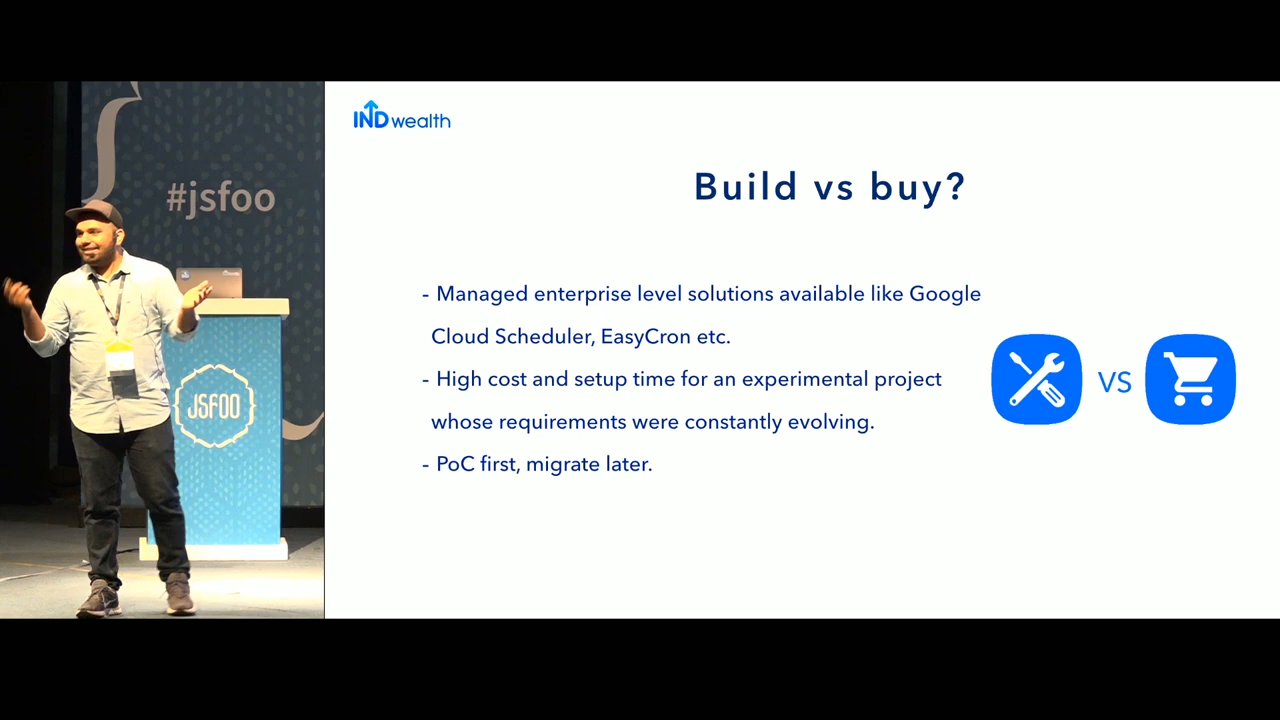 #jsfoo
JSFOO
INDwealth
Build vs buy?
- Managed enterprise level solutions available like Google
Cloud Scheduler, EasyCron etc.
- High cost and setup time for an experimental project
whose requirements were constantly evolving.
- PoC first, migrate later.
VS